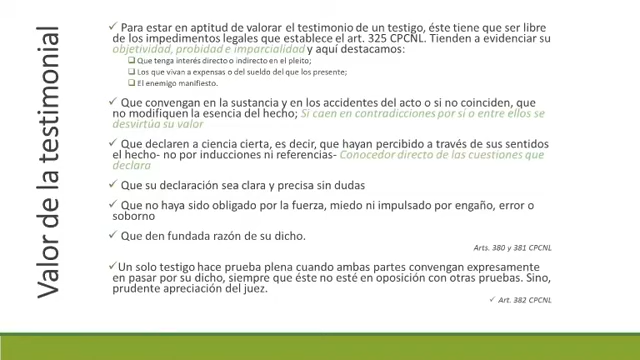 Valor de la testimonial
✓ Para estar en aptitud de valorar el testimonio de un testigo, éste tiene que ser libre
de los impedimentos legales que establece el art. 325 CPCNL. Tienden a evidenciar su
objetividad, probidad e imparcialidad y aquí destacamos:
❑ Que tenga interés directo o indirecto en el pleito;
❑ Los que vivan a expensas o del sueldo del que los presente;
❑ El enemigo manifiesto.
✓ Que convengan en la sustancia y en los accidentes del acto o si no coinciden, que
no modifiquen la esencia del hecho; Si caen en contradicciones por si o entre ellos se
desvirtúa su valor
✓ Que declaren a ciencia cierta, es decir, que hayan percibido a través de sus sentidos
el hecho- no por inducciones ni referencias- Conocedor directo de las cuestiones que
declara
✓ Que su declaración sea clara y precisa sin dudas
✓ Que no haya sido obligado por la fuerza, miedo ni impulsado por engaño, error o
soborno
✓ Que den fundada razón de su dicho.
Arts. 380 y 381 CPCNL
✓Un solo testigo hace prueba plena cuando ambas partes convengan expresamente
en pasar por su dicho, siempre que éste no esté en oposición con otras pruebas. Sino,
prudente apreciación del juez.
✓ Art. 382 CPCNL